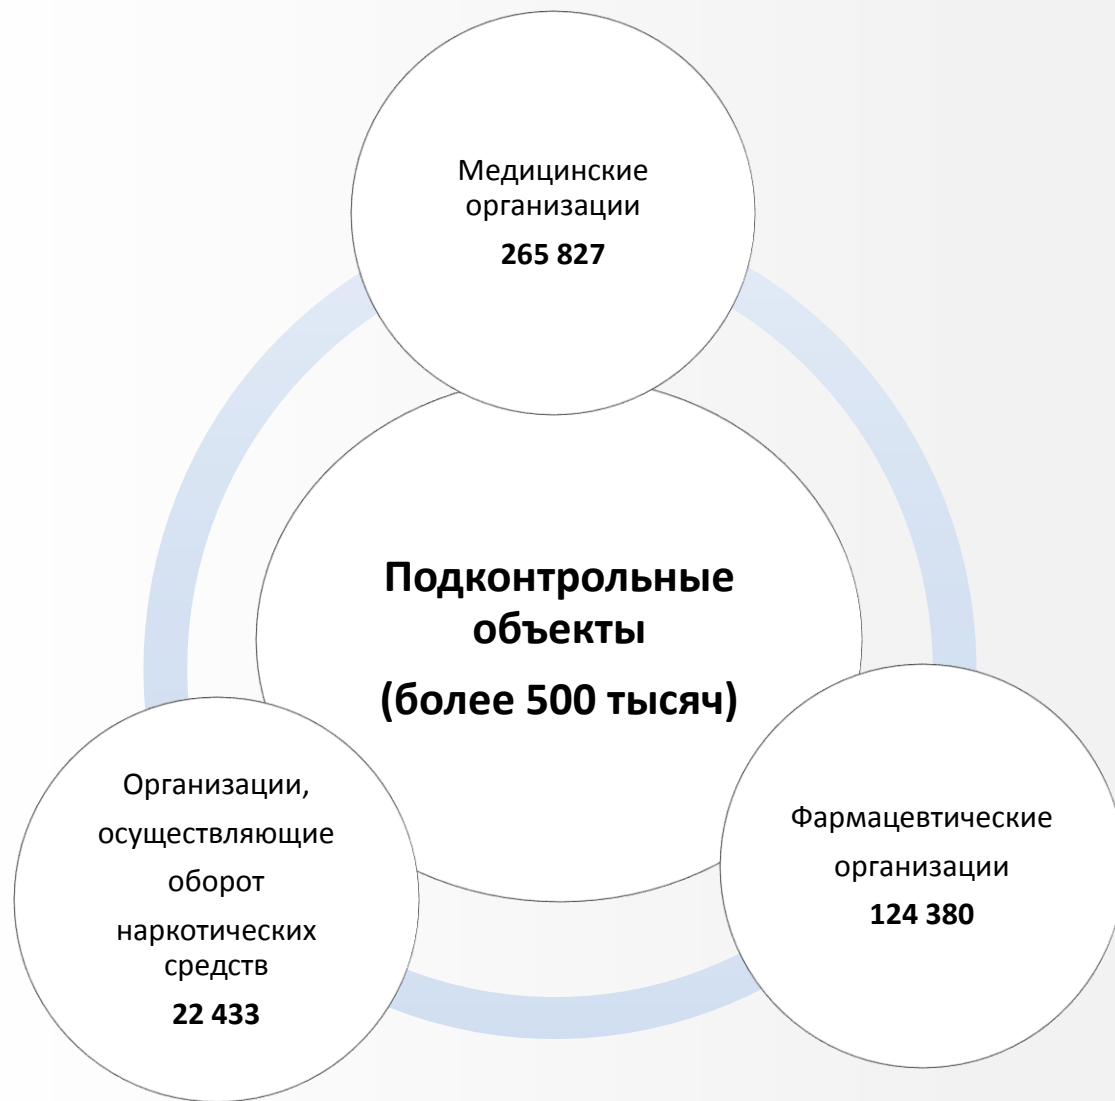 Медицинские
организации
265 827
Подконтрольные
объекты
(более 500 тысяч)
Организации,
осуществляющие
оборот
наркотических
средств
22 433
Фармацевтические
организации
124 380